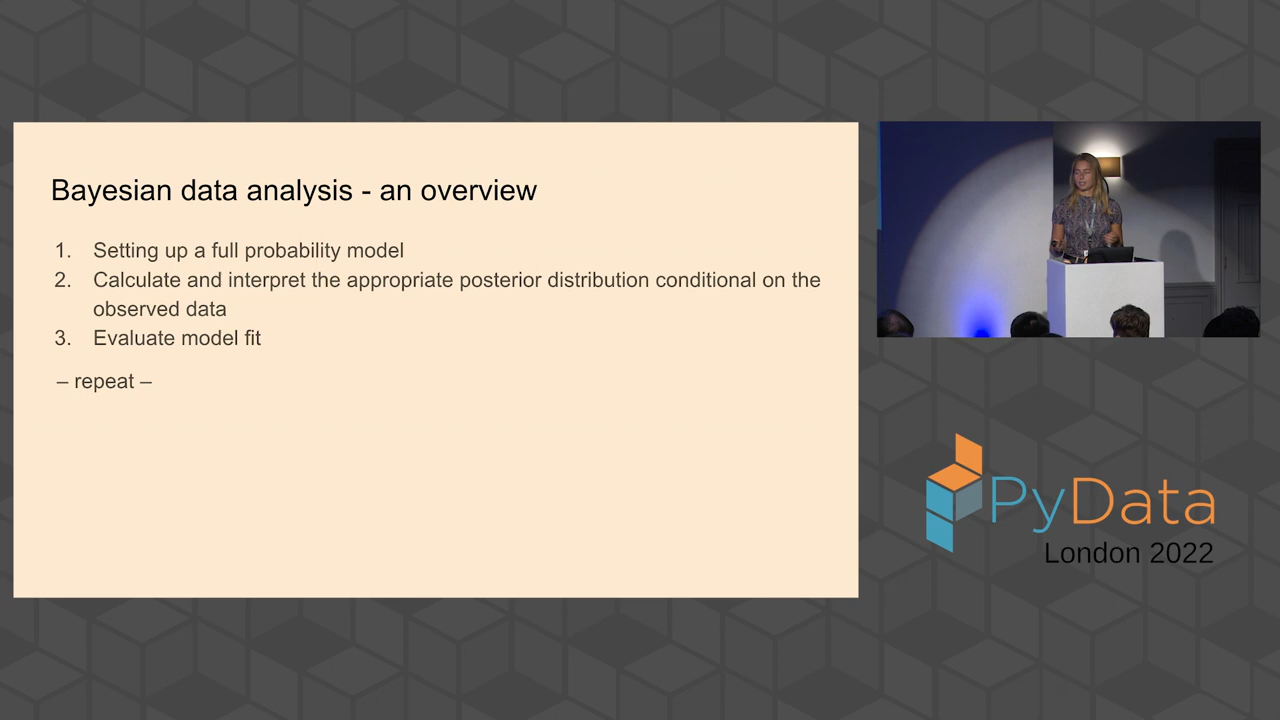 Bayesian data analysis - an overview
1. Setting up a full probability model
2. Calculate and interpret the appropriate posterior distribution conditional on the
observed data
3. Evaluate model fit
– repeat –
PyData
London 2022